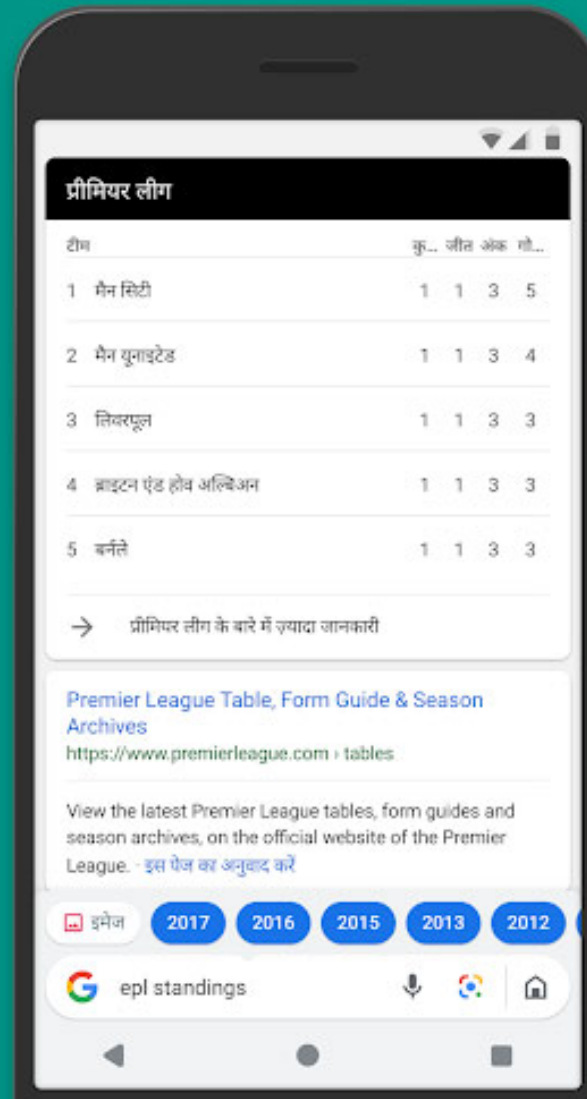 प्रीमियर लीग
टीम कु... जीत अंक गो...
1 मैन सिटी 1 1 3 5
2 मैन यूनाइटेड 1 1 3 4
3 लिवरपूल 1 1 3 3
4 ब्राइटन एंड होव अल्बिअन 1 1 3 3
5 बर्नले 1 1 3 3
→ प्रीमियर लीग के बारे में ज़्यादा जानकारी
Premier League Table, Form Guide & Season
Archives
https://www.premierleague.com › tables
View the latest Premier League tables, form guides and
season archives, on the official website of the Premier
League. - इस पेज का अनुवाद करें
इमेज 2017 2016 2015 2013 2012
G epl standings